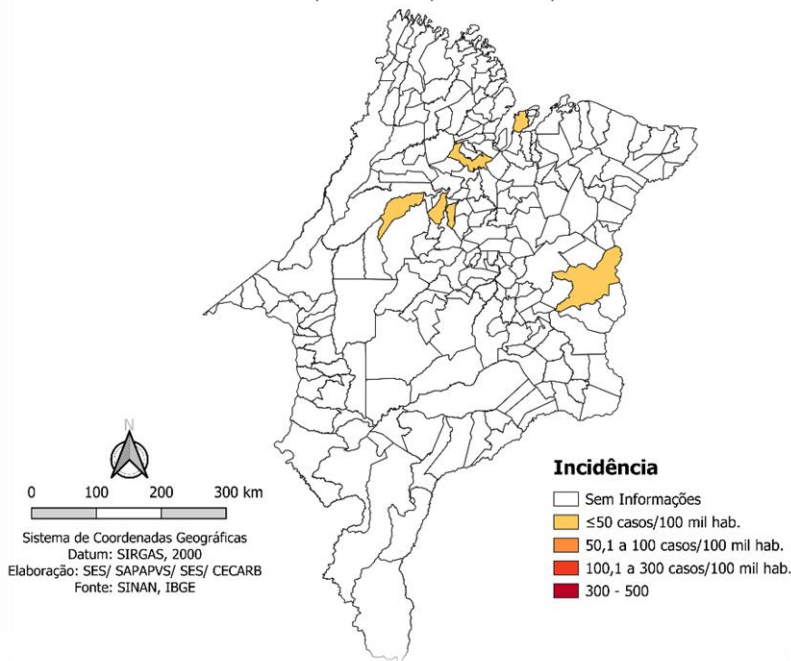 N
0 100 200 300 km
Sistema de Coordenadas Geográficas
Datum: SIRGAS, 2000
Elaboração: SES/ SAPAPVS/ SES/ CECARB
Fonte: SINAN, IBGE
Incidência
Sem Informações
≤50 casos/100 mil hab.
50,1 a 100 casos/100 mil hab.
100,1 a 300 casos/100 mil hab.
300 - 500